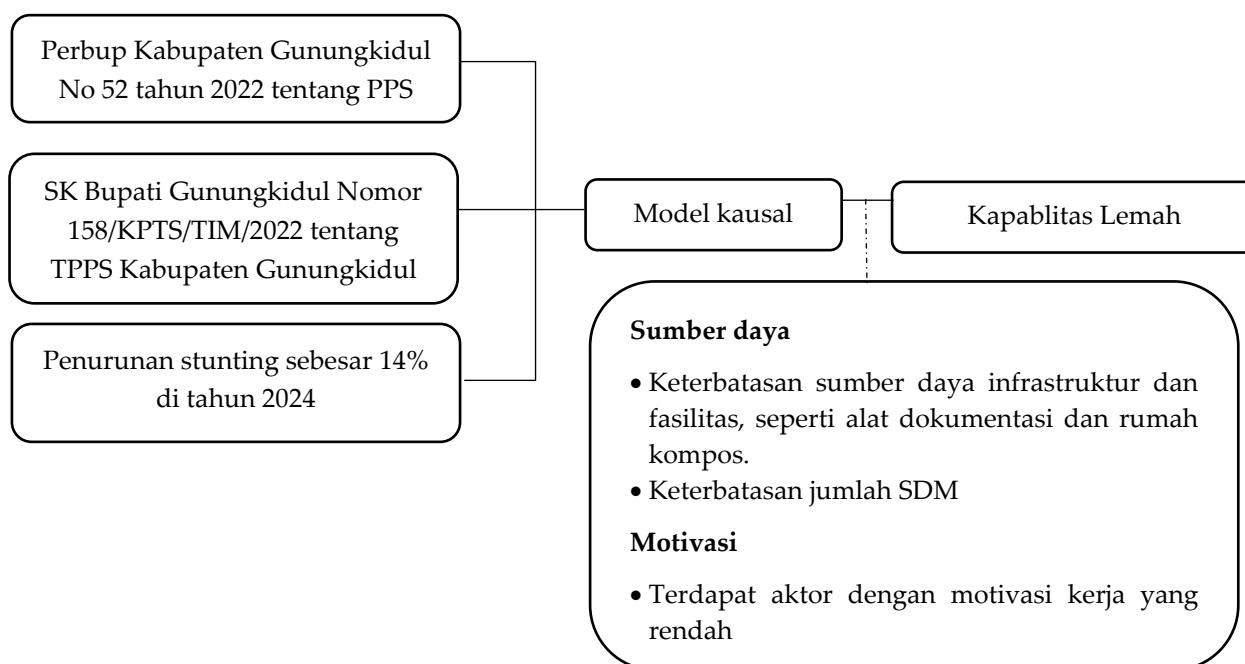 Perbup Kabupaten Gunungkidul
No 52 tahun 2022 tentang PPS
SK Bupati Gunungkidul Nomor
158/KPTS/TIM/2022 tentang
TPPS Kabupaten Gunungkidul
Penurunan stunting sebesar 14%
di tahun 2024
Model kausal
Kapablitas Lemah
Sumber daya
• Keterbatasan sumber daya infrastruktur dan
fasilitas, seperti alat dokumentasi dan rumah
kompos.
• Keterbatasan jumlah SDM
Motivasi
• Terdapat aktor dengan motivasi kerja yang
rendah